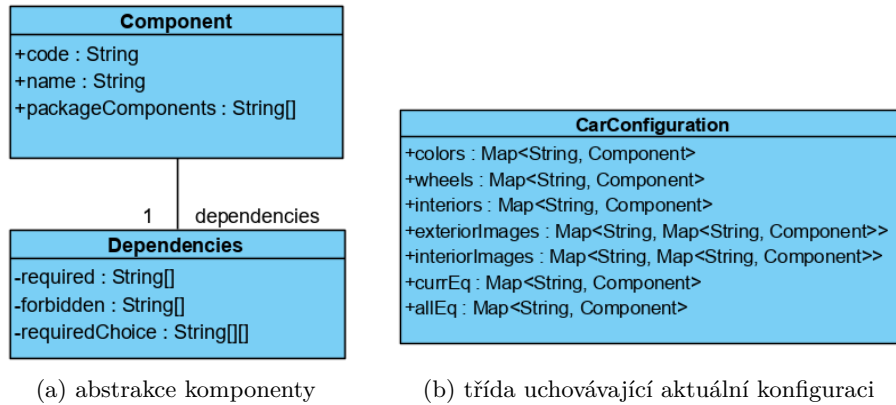 Component
+code : String
+name : String
+packageComponents : String[]
1 dependencies
Dependencies
-required : String[]
-forbidden : String[]
-requiredChoice : String[][]
(a) abstrakce komponenty
CarConfiguration
+colors : Map<String, Component>
+wheels : Map<String, Component>
+interiors : Map<String, Component>
+exteriorImages : Map<String, Map<String, Component>>
+interiorImages : Map<String, Map<String, Component>>
+currEq : Map<String, Component>
+allEq : Map<String, Component>
(b) třída uchovávající aktuální konfiguraci